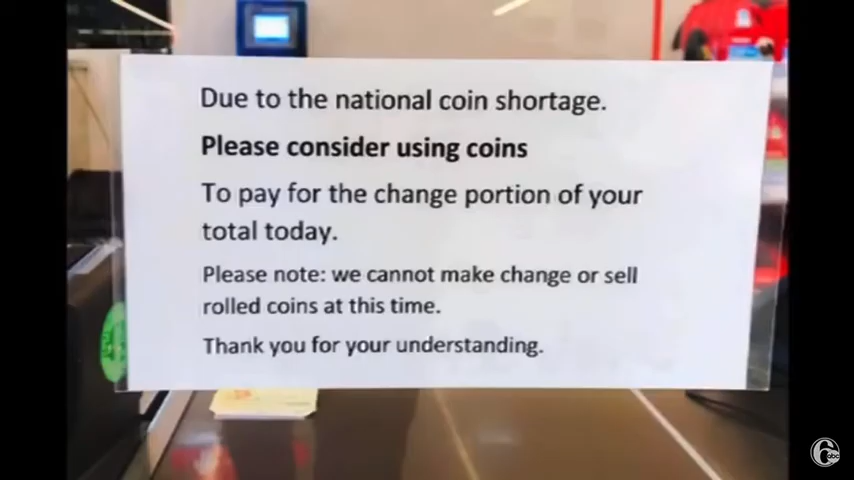 Due to the national coin shortage.
Please consider using coins
To pay for the change portion of your
total today.
Please note: we cannot make change or sell
rolled coins at this time.
Thank you for your understanding.
6abc